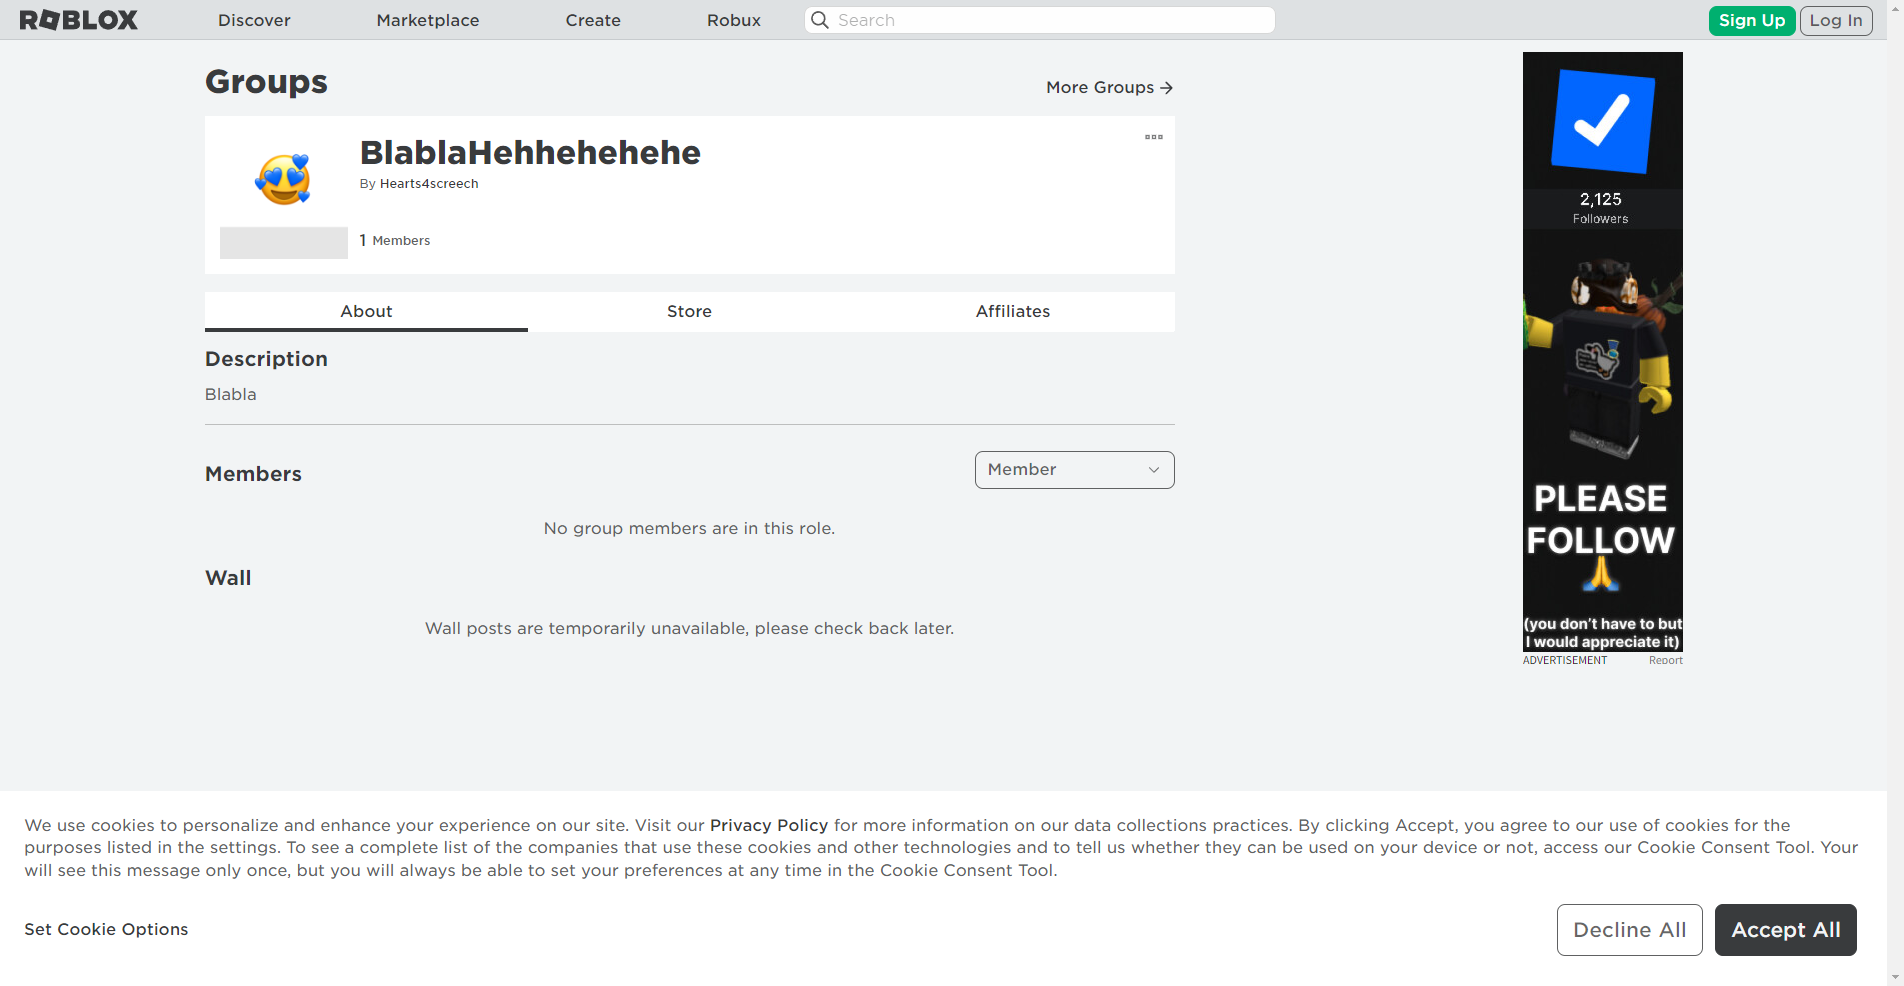 ROBLOX
Discover
Marketplace
Create
Robux
Search
Sign Up
Log In
Groups
More Groups →
BlablaHehhehehehe
By Hearts4screech
1 Members
About
Store
Affiliates
Description
Blabla
Members
Member
No group members are in this role.
Wall
Wall posts are temporarily unavailable, please check back later.
2,125
Followers
PLEASE
FOLLOW
(you don't have to but
I would appreciate it)
ADVERTISEMENT
Report
We use cookies to personalize and enhance your experience on our site. Visit our Privacy Policy for more information on our data collections practices. By clicking Accept, you agree to our use of cookies for the
purposes listed in the settings. To see a complete list of the companies that use these cookies and other technologies and to tell us whether they can be used on your device or not, access our Cookie Consent Tool. Your
will see this message only once, but you will always be able to set your preferences at any time in the Cookie Consent Tool.
Set Cookie Options
Decline All
Accept All